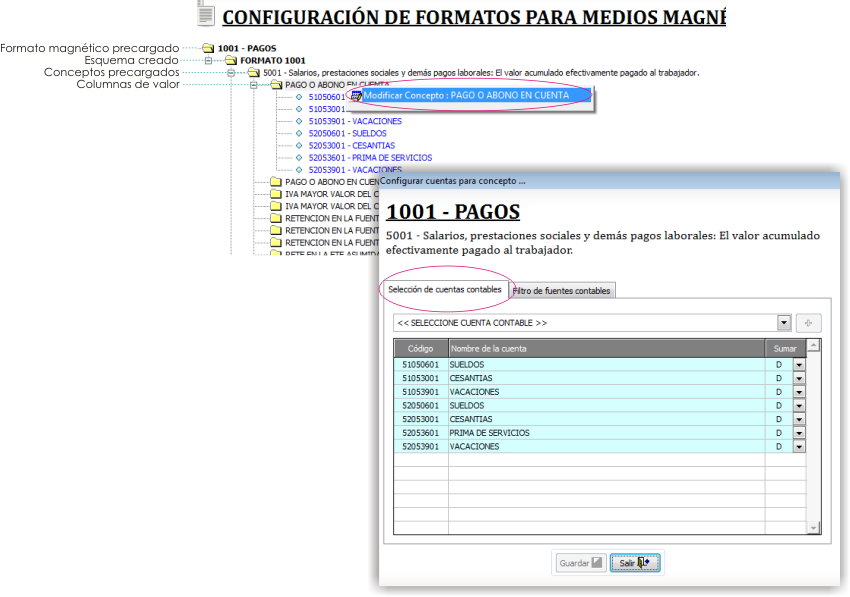 CONFIGURACIÓN DE FORMATOS PARA MEDIOS MAGNÉ
Formato magnético precargado
1001 - PAGOS
Esquema creado
FORMATO 1001
Conceptos precargados
5001 - Salarios, prestaciones sociales y demás pagos laborales: El valor acumulado efectivamente pagado al trabajador.
Columnas de valor
PAGO O ABONO EN CUENTA
51050601
Modificar Concepto : PAGO O ABONO EN CUENTA
51053001
51053901 - VACACIONES
52050601 - SUELDOS
52053001 - CESANTIAS
52053601 - PRIMA DE SERVICIOS
52053901 - VACACIONES
PAGO O ABONO EN CUEN
IVA MAYOR VALOR DEL C
IVA MAYOR VALOR DEL C
RETENCION EN LA FUENT
RETENCION EN LA FUENT
RETENCION EN LA FUENT
RETE EN LA FTE ASUMIDA
Configurar cuentas para concepto ...
1001 - PAGOS
5001 - Salarios, prestaciones sociales y demás pagos laborales: El valor acumulado
efectivamente pagado al trabajador.
Selección de cuentas contables
Filtro de fuentes contables
<< SELECCIONE CUENTA CONTABLE >>
Código Nombre de la cuenta Sumar
51050601 SUELDOS D
51053001 CESANTIAS D
51053901 VACACIONES D
52050601 SUELDOS D
52053001 CESANTIAS D
52053601 PRIMA DE SERVICIOS D
52053901 VACACIONES D
Guardar
Salir